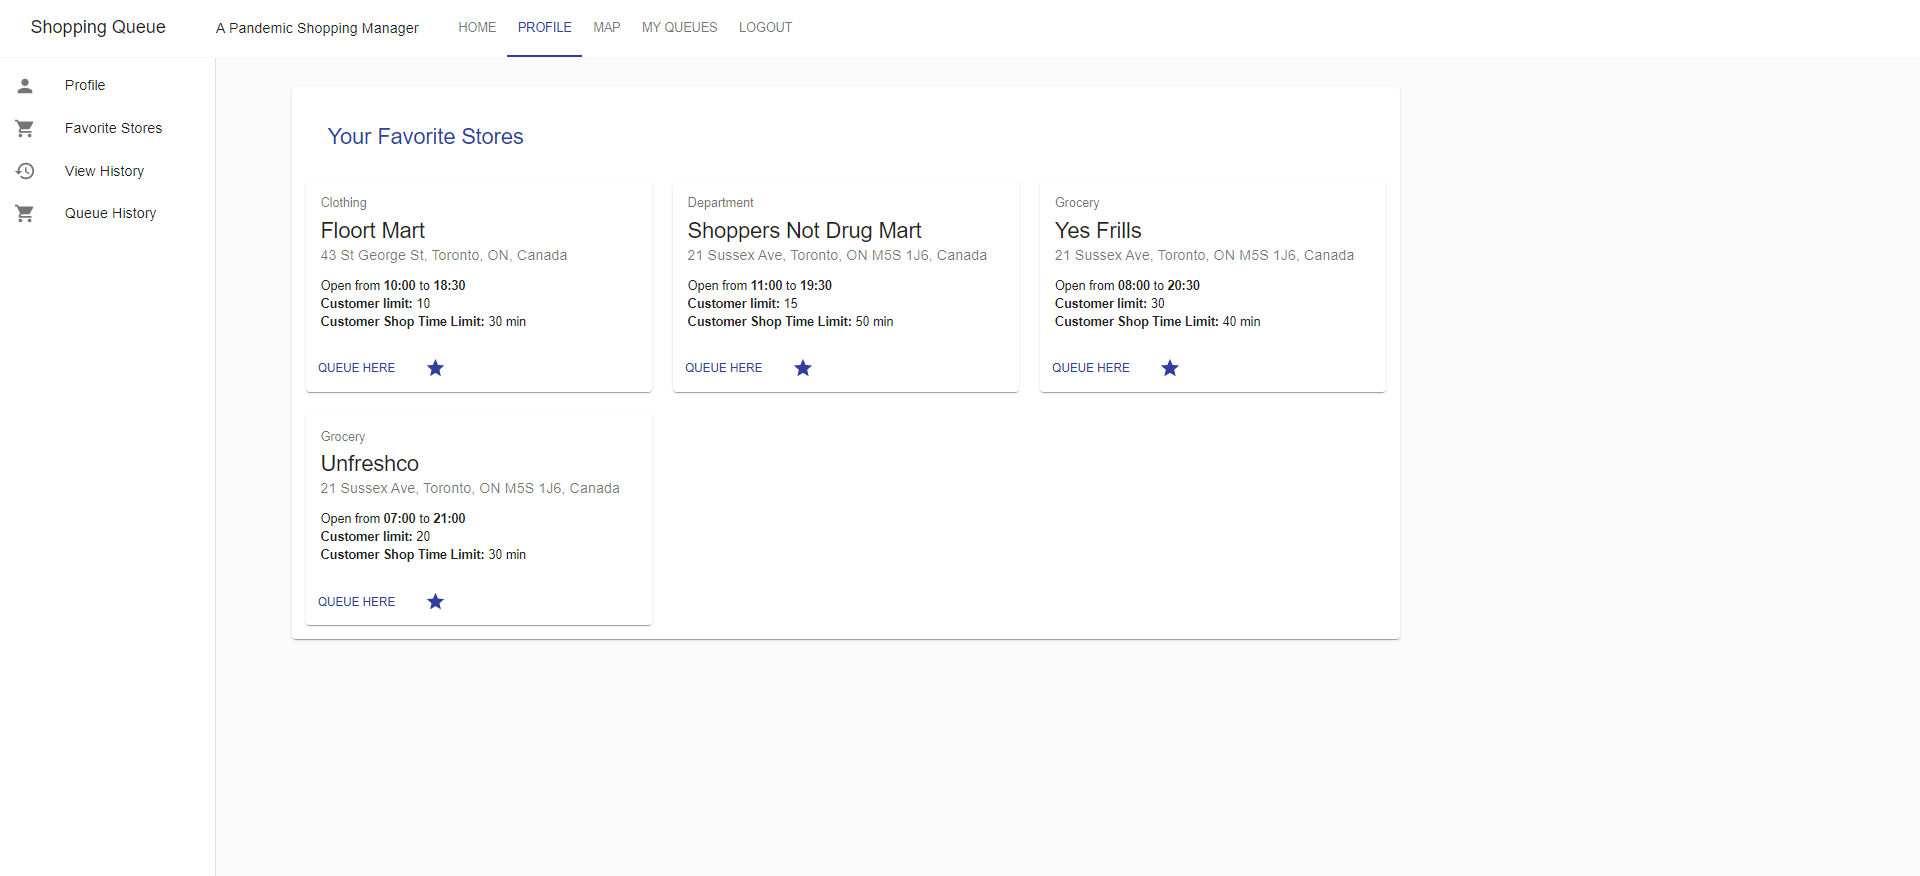 Shopping Queue
A Pandemic Shopping Manager
HOME
PROFILE
MAP
MY QUEUES
LOGOUT
Profile
Favorite Stores
View History
Queue History
Your Favorite Stores
Clothing
Floort Mart
43 St George St, Toronto, ON, Canada
Open from 10:00 to 18:30
Customer limit: 10
Customer Shop Time Limit: 30 min
QUEUE HERE
Department
Shoppers Not Drug Mart
21 Sussex Ave, Toronto, ON M5S 1J6, Canada
Open from 11:00 to 19:30
Customer limit: 15
Customer Shop Time Limit: 50 min
QUEUE HERE
Grocery
Yes Frills
21 Sussex Ave, Toronto, ON M5S 1J6, Canada
Open from 08:00 to 20:30
Customer limit: 30
Customer Shop Time Limit: 40 min
QUEUE HERE
Grocery
Unfreshco
21 Sussex Ave, Toronto, ON M5S 1J6, Canada
Open from 07:00 to 21:00
Customer limit: 20
Customer Shop Time Limit: 30 min
QUEUE HERE